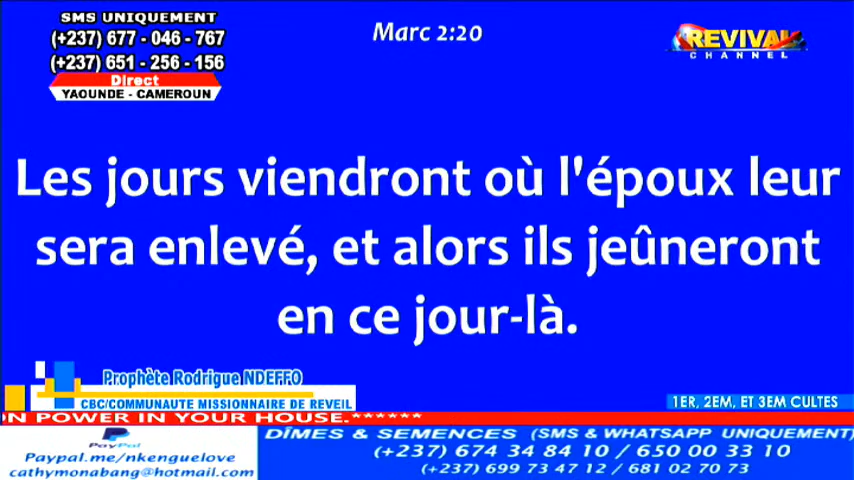 SMS UNIQUEMENT
(+237) 677 - 046 - 767
(+237) 651 - 256 - 156
Direct
YAOUNDE - CAMEROUN
Marc 2:20
REVIVAL
CHANNEL
Les jours viendront où l'époux leur
sera enlevé, et alors ils jeûneront
en ce jour-là.
Prophète Rodrigue NDEFFO
CBC/COMMUNAUTE MISSIONNAIRE DE REVEIL
1ER, 2EM, ET 3EM CULTES
ON POWER IN YOUR HOUSE.******
PayPal
Paypal.me/nkenguelove
cathymonabang@hotmail.com
DÎMES & SEMENCES (SMS & WHATSAPP UNIQUEMENT)
(+237) 674 34 84 10 / 650 00 33 10
(+237) 699 73 47 12 / 681 02 70 73